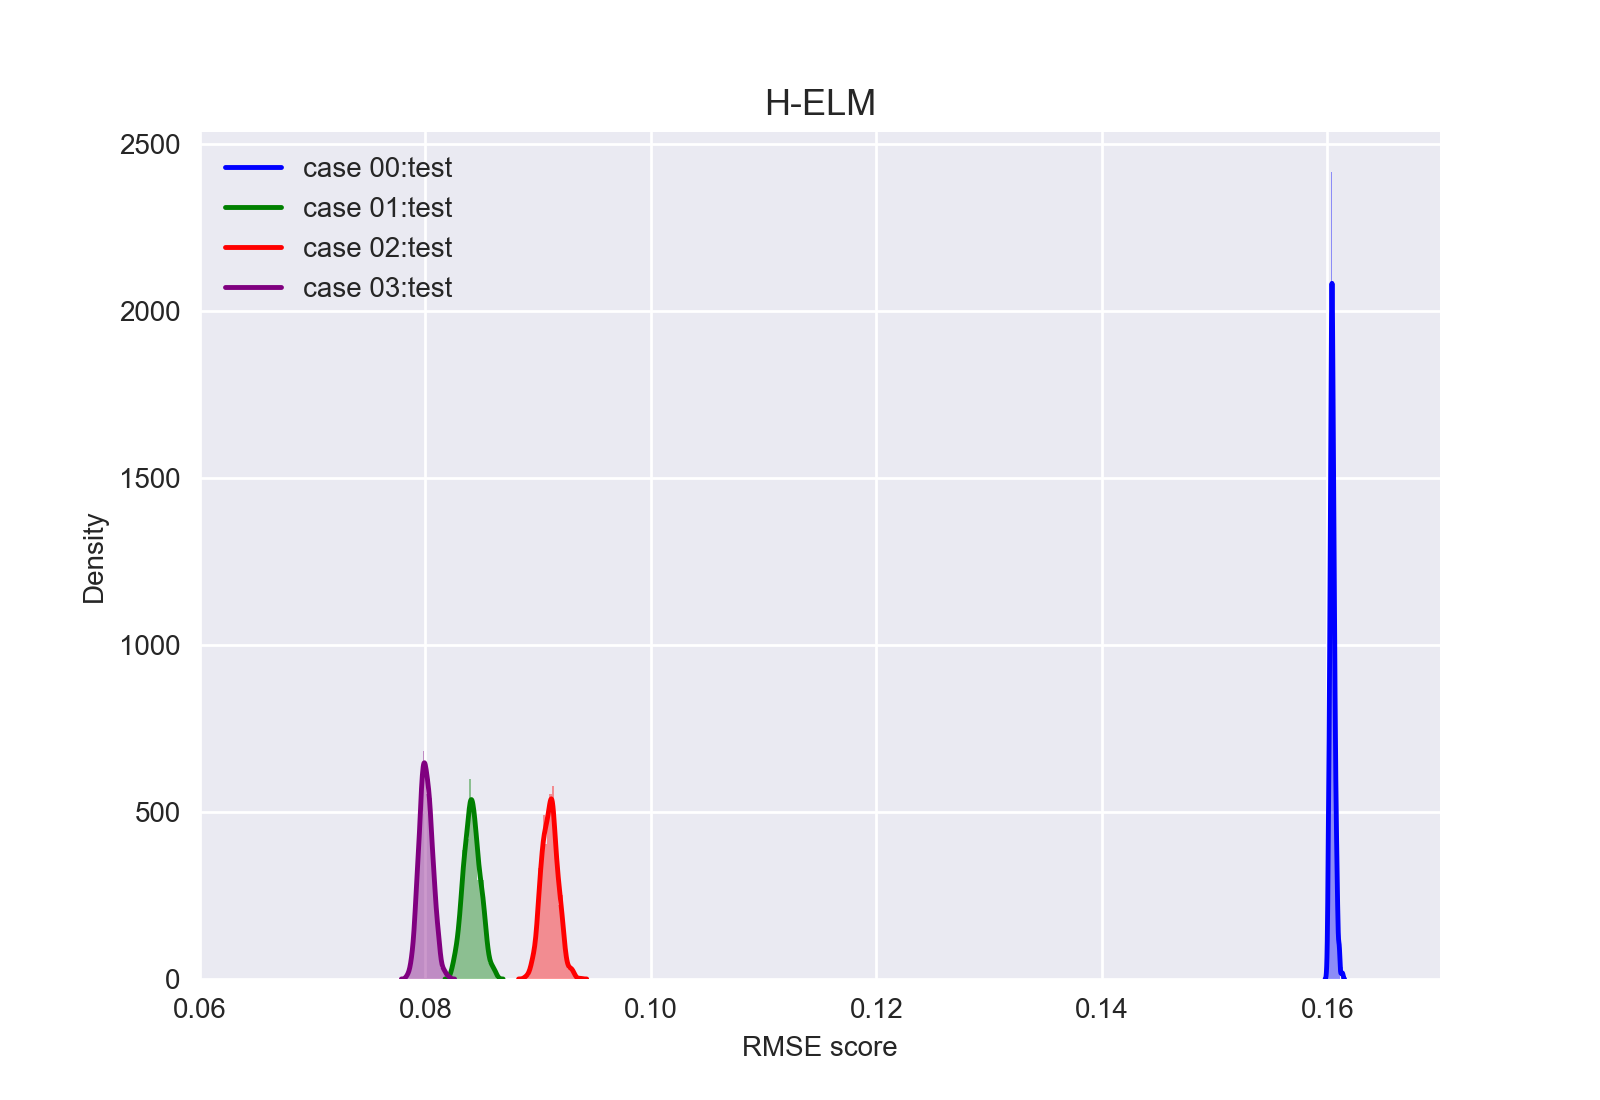 H-ELM
2500
2000
1500
1000
500
0
Density
case 00:test
case 01:test
case 02:test
case 03:test
0.06 0.08 0.10 0.12 0.14 0.16
RMSE score